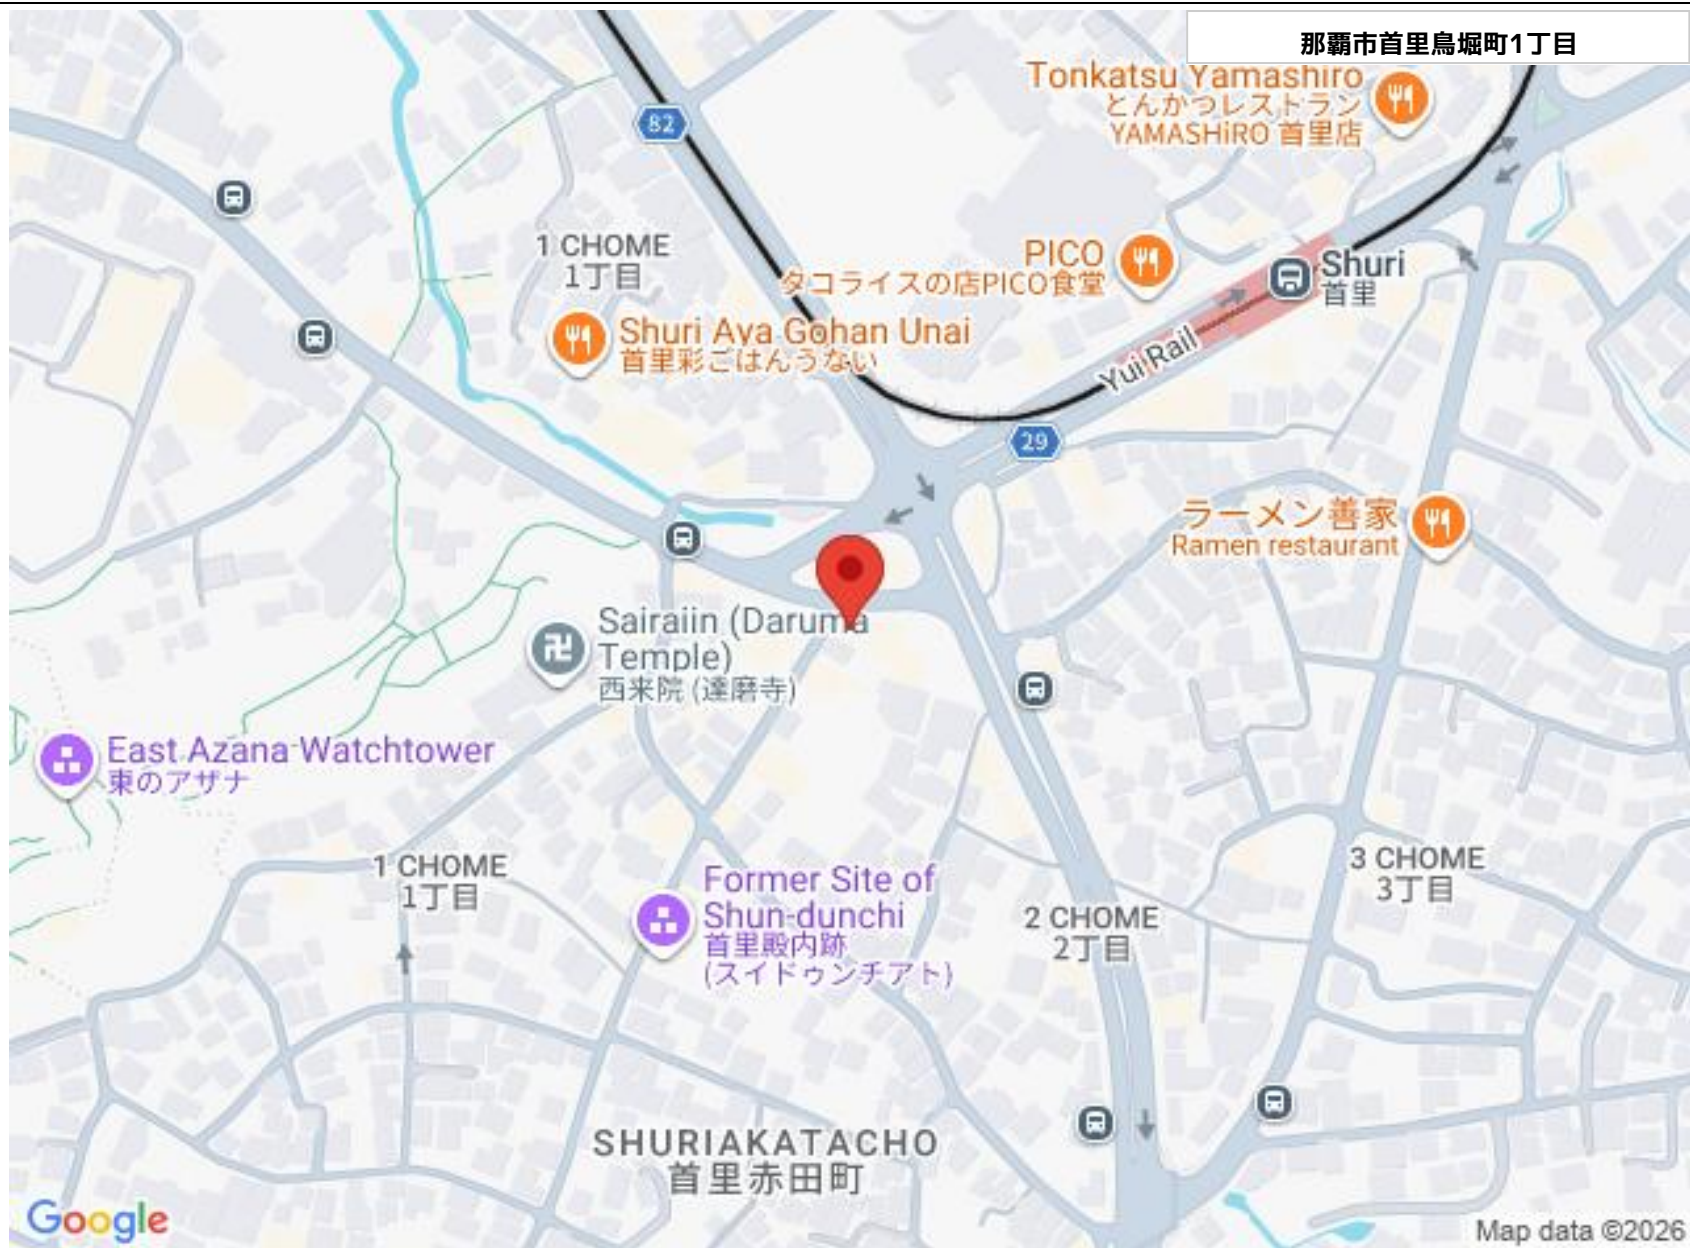 那覇市首里鳥堀町1丁目
Tonkatsu Yamashiro
とんかつレストラン
YAMASHiRO 首里店
82
1 CHOME
1丁目
PICO
タコライスの店PICO食堂
Shuri
首里
Shuri Aya Gohan Unai
首里彩ごはんうない
Yui Rail
29
ラーメン善家
Ramen restaurant
Sairaiin (Daruma
Temple)
西来院 (達磨寺)
East Azana Watchtower
東のアザナ
1 CHOME
1丁目
Former Site of
Shun-dunchi
首里殿内跡
(スイドゥンチアト)
2 CHOME
2丁目
3 CHOME
3丁目
SHURIAKATACHO
首里赤田町
Google
Map data ©2026